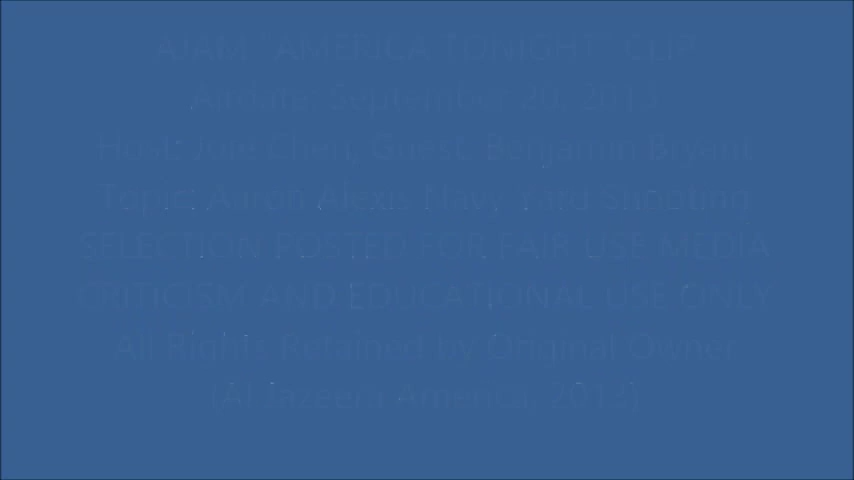 AJAM "AMERICA TONIGHT" CLIP
Airdate: September 20, 2013
Host: Joie Chen, Guest: Benjamin Bryant
Topic: Aaron Alexis Navy Yard Shooting
SELECTION POSTED FOR FAIR USE MEDIA
CRITICISM AND EDUCATIONAL USE ONLY
All Rights Retained by Original Owner
(Al Jazeera America, 2013)